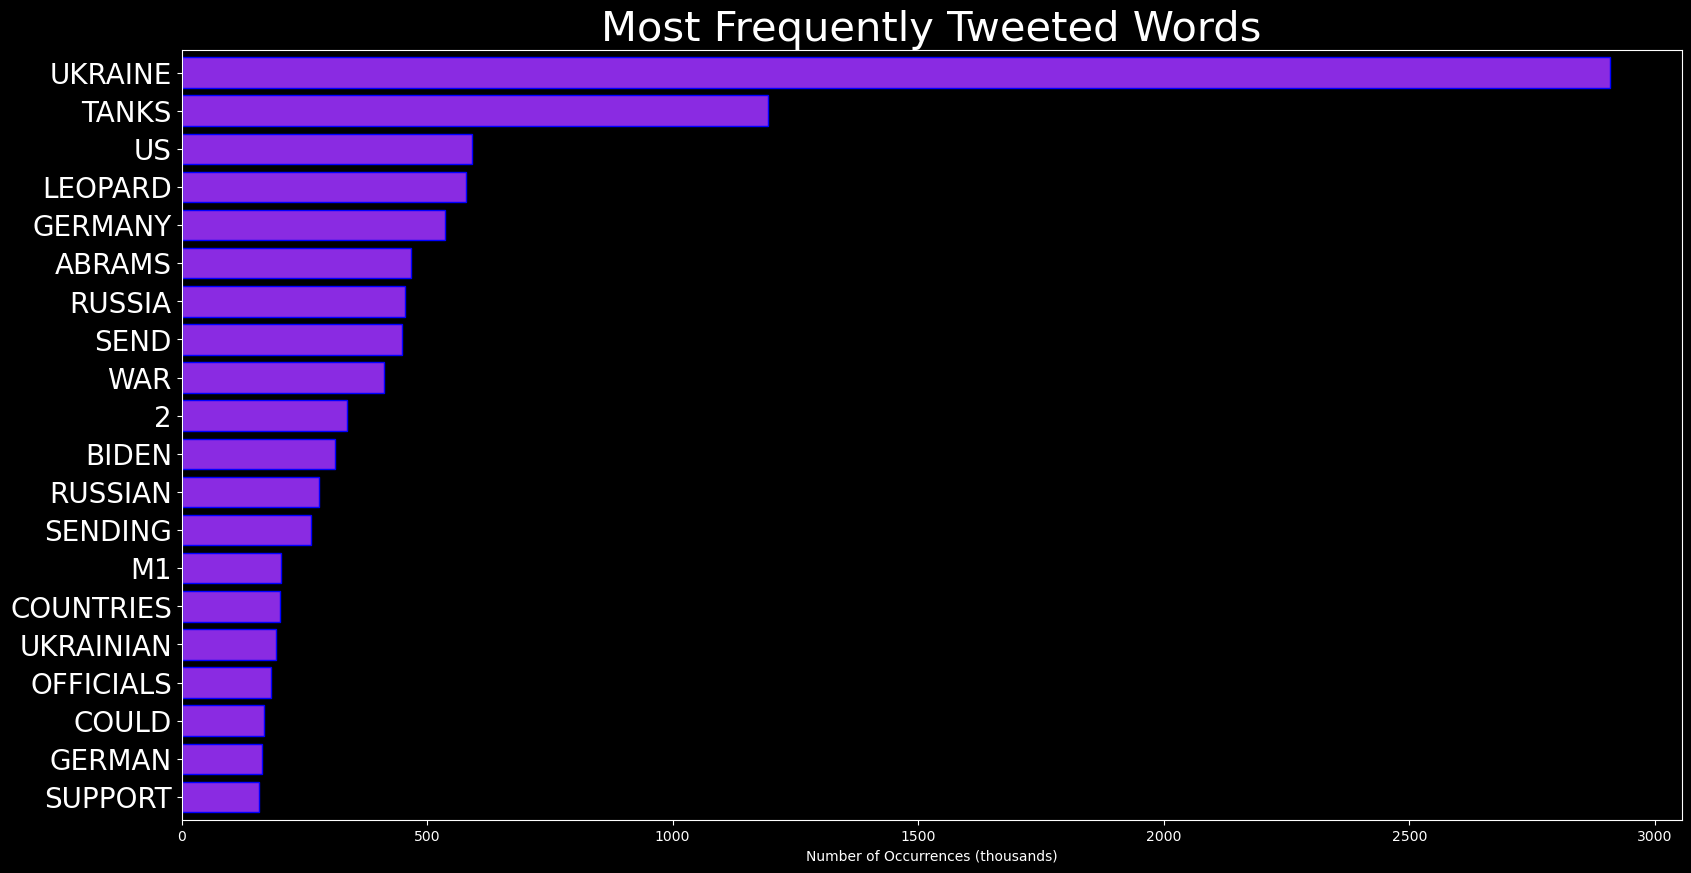 Most Frequently Tweeted Words
UKRAINE
TANKS
US
LEOPARD
GERMANY
ABRAMS
RUSSIA
SEND
WAR
2
BIDEN
RUSSIAN
SENDING
M1
COUNTRIES
UKRAINIAN
OFFICIALS
COULD
GERMAN
SUPPORT
0 500 1000 1500 2000 2500 3000
Number of Occurrences (thousands)